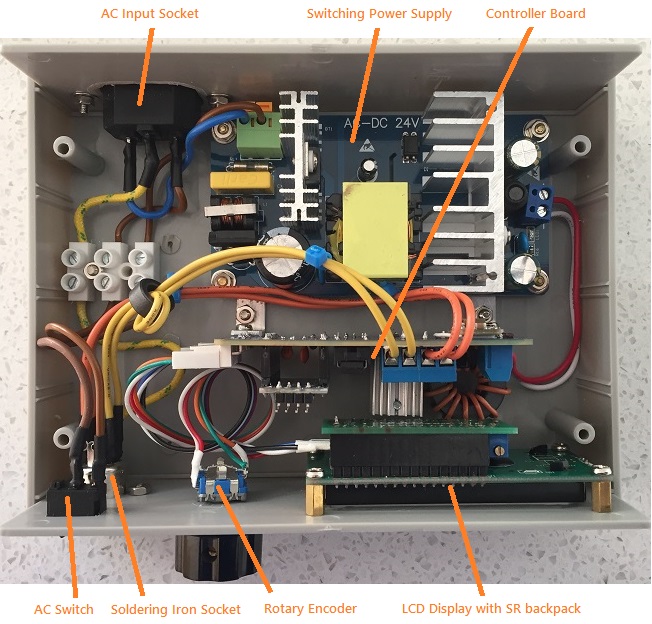 AC Input Socket
Switching Power Supply
Controller Board
AC-DC 24V
AC Switch
Soldering Iron Socket
Rotary Encoder
LCD Display with SR backpack